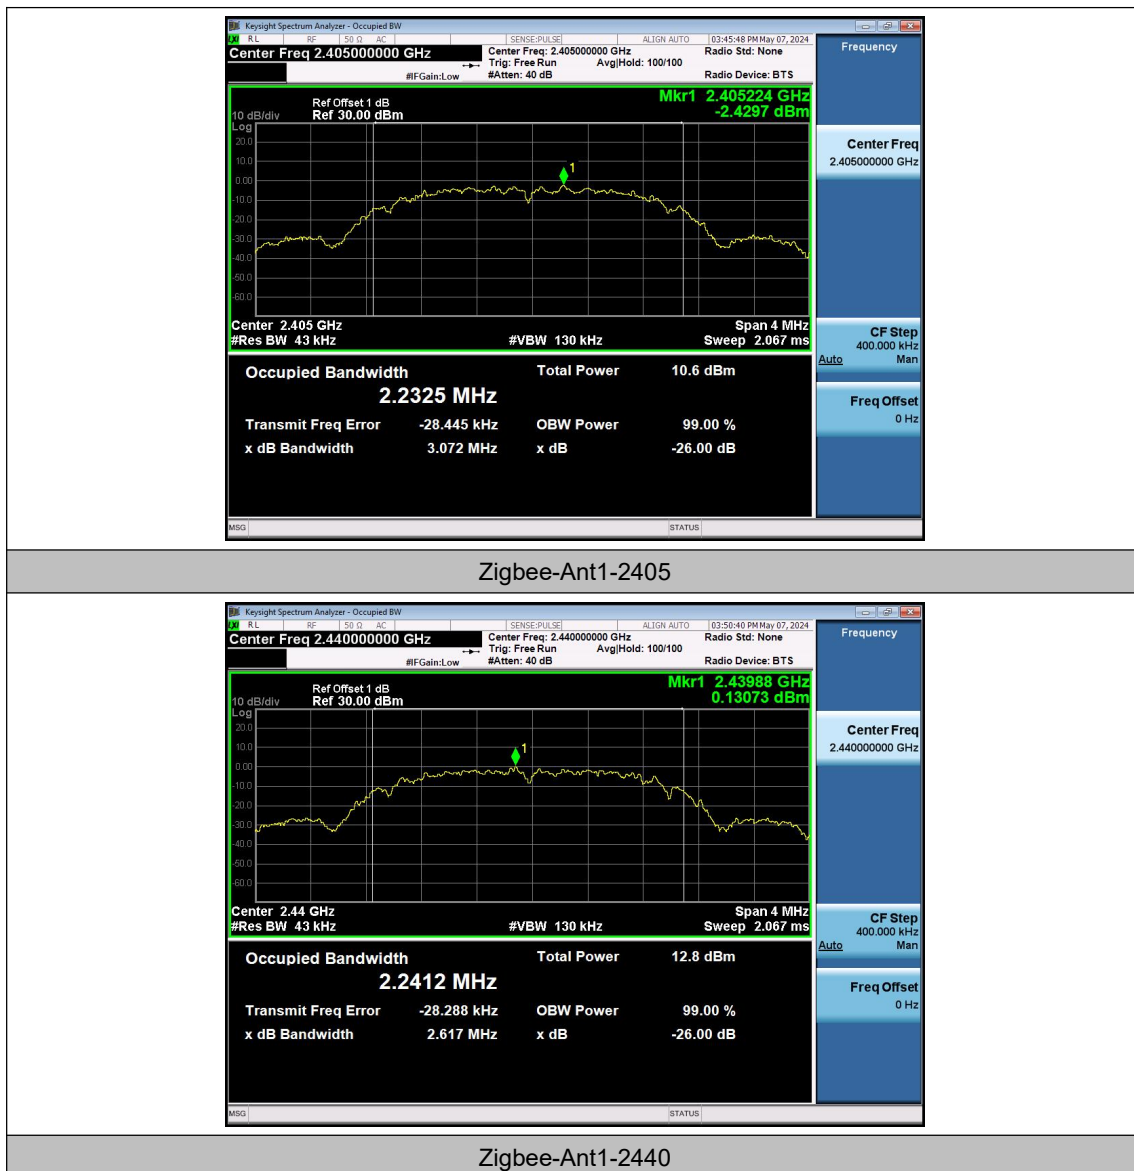 Keysight Spectrum Analyzer - Occupied BW
RL RF 50 Ω AC SENSE:PULSE ALIGN AUTO 03:45:48 PM May 07, 2024
Center Freq 2.405000000 GHz Center Freq: 2.405000000 GHz Radio Std: None Frequency
Trig: Free Run Avg|Hold: 100/100
#IFGain:Low #Atten: 40 dB Radio Device: BTS
Mkr1 2.405224 GHz
-2.4297 dBm
Ref Offset 1 dB
10 dB/div Ref 30.00 dBm
Log
20.0
10.0
0.00
-10.0
-20.0
-30.0
-40.0
-50.0
-60.0
1
Center Freq
2.405000000 GHz
Center 2.405 GHz Span 4 MHz
#Res BW 43 kHz #VBW 130 kHz Sweep 2.067 ms
CF Step
400.000 kHz
Auto Man
Occupied Bandwidth Total Power 10.6 dBm
2.2325 MHz
Transmit Freq Error -28.445 kHz OBW Power 99.00 %
x dB Bandwidth 3.072 MHz x dB -26.00 dB
Freq Offset
0 Hz
MSG STATUS
Zigbee-Ant1-2405
Keysight Spectrum Analyzer - Occupied BW
RL RF 50 Ω AC SENSE:PULSE ALIGN AUTO 03:50:40 PM May 07, 2024
Center Freq 2.440000000 GHz Center Freq: 2.440000000 GHz Radio Std: None Frequency
Trig: Free Run Avg|Hold: 100/100
#IFGain:Low #Atten: 40 dB Radio Device: BTS
Mkr1 2.43988 GHz
0.13073 dBm
Ref Offset 1 dB
10 dB/div Ref 30.00 dBm
Log
20.0
10.0
0.00
-10.0
-20.0
-30.0
-40.0
-50.0
-60.0
1
Center Freq
2.440000000 GHz
Center 2.44 GHz Span 4 MHz
#Res BW 43 kHz #VBW 130 kHz Sweep 2.067 ms
CF Step
400.000 kHz
Auto Man
Occupied Bandwidth Total Power 12.8 dBm
2.2412 MHz
Transmit Freq Error -28.288 kHz OBW Power 99.00 %
x dB Bandwidth 2.617 MHz x dB -26.00 dB
Freq Offset
0 Hz
MSG STATUS
Zigbee-Ant1-2440